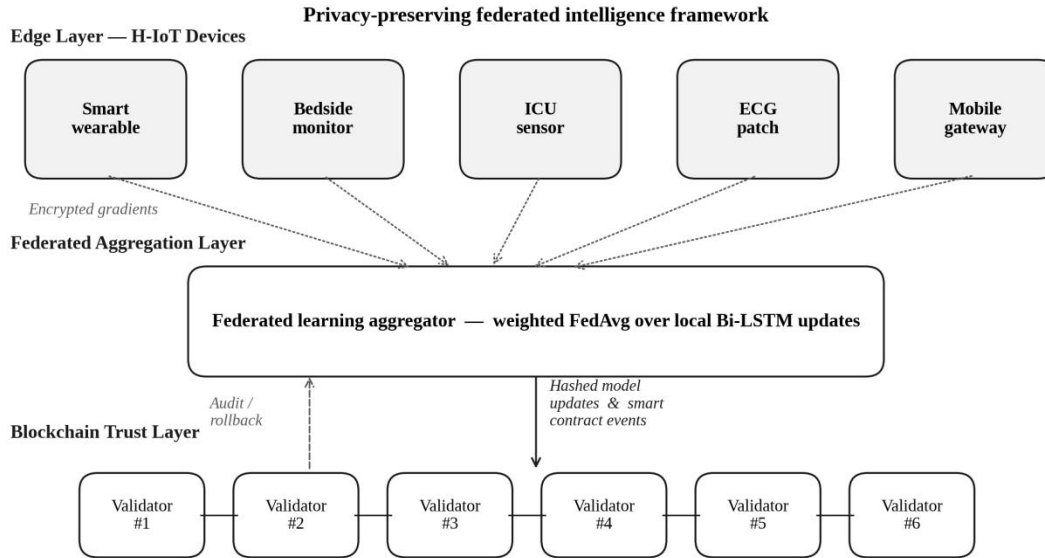 Privacy-preserving federated intelligence framework
Edge Layer — H-IoT Devices
Smart
wearable
Bedside
monitor
ICU
sensor
ECG
patch
Mobile
gateway
Encrypted gradients
Federated Aggregation Layer
Federated learning aggregator — weighted FedAvg over local Bi-LSTM updates
Audit /
rollback
Hashed model
updates & smart
contract events
Blockchain Trust Layer
Validator
#1
Validator
#2
Validator
#3
Validator
#4
Validator
#5
Validator
#6